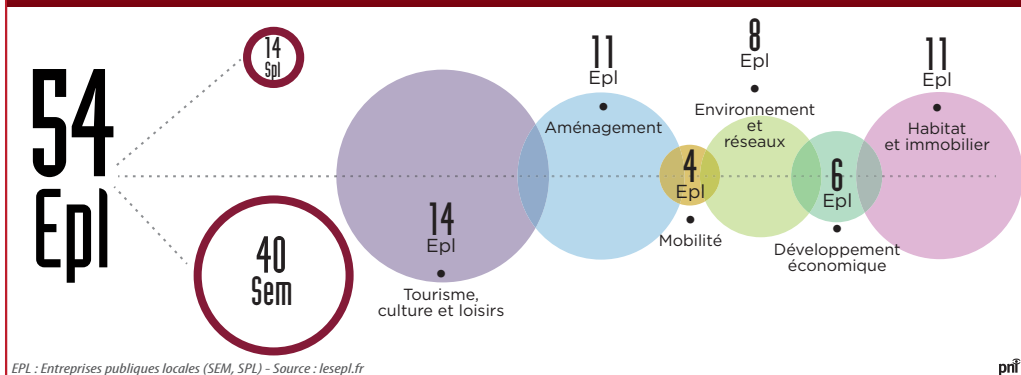 54
Epl
14
Spl
40
Sem
14
Epl
Tourisme,
culture et loisirs
11
Epl
Aménagement
4
Epl
Mobilité
8
Epl
Environnement
et
réseaux
6
Epl
Développement
économique
11
Epl
Habitat
et immobilier
EPL : Entreprises publiques locales (SEM, SPL) - Source : lesepl.fr